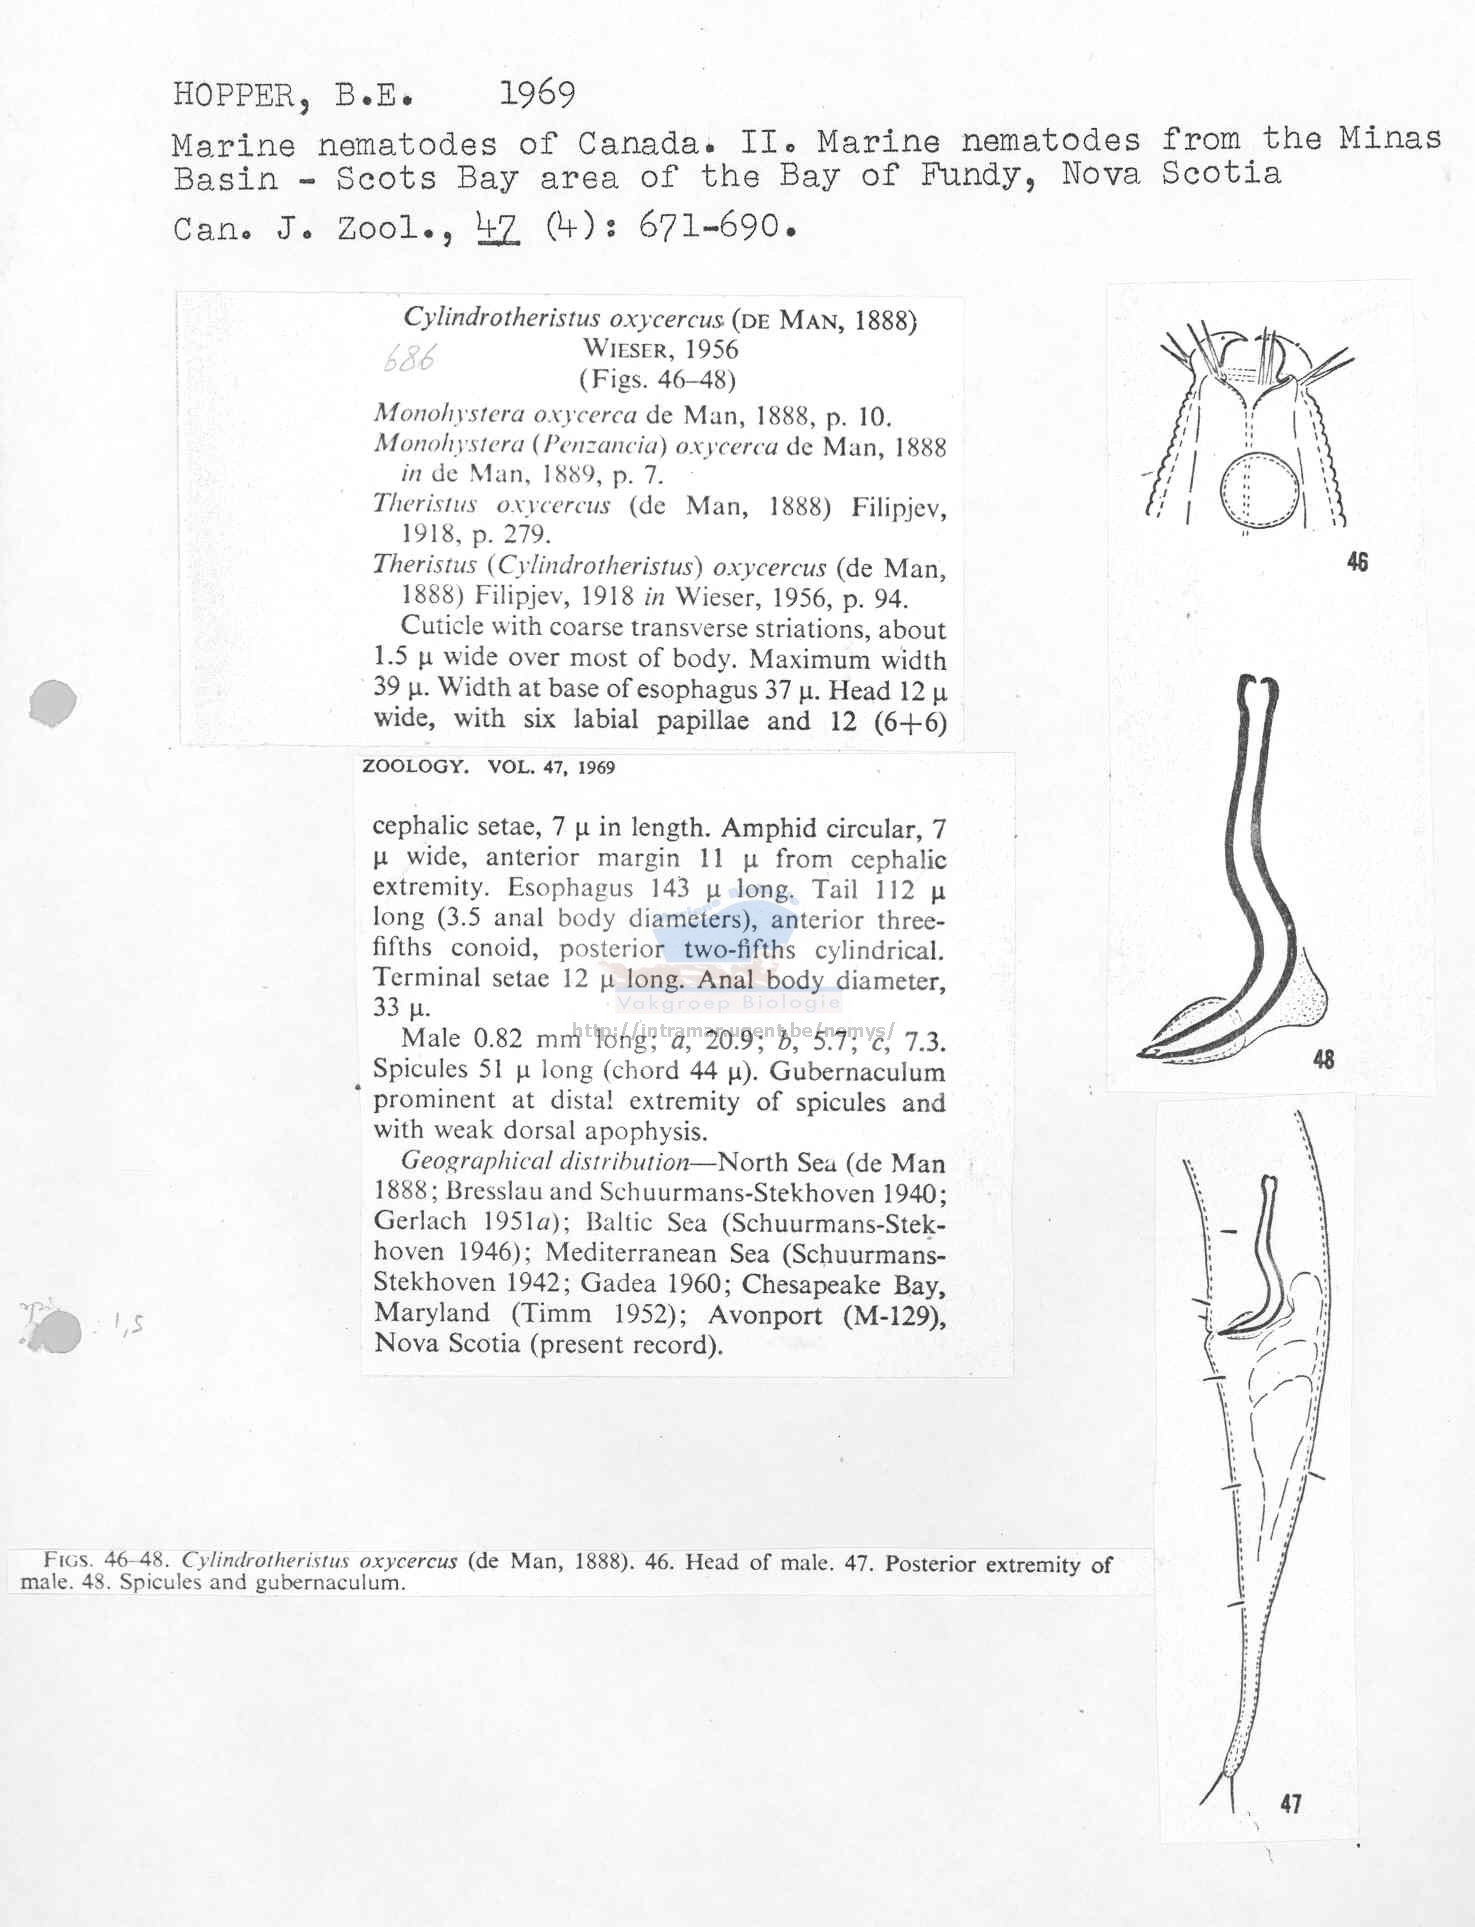 HOPPER, B.E. 1969
Marine nematodes of Canada. II. Marine nematodes from the Minas
Basin - Scots Bay area of the Bay of Fundy, Nova Scotia
Can. J. Zool., 47 (4): 671-690.
Cylindrotheristus oxycercus (DE MAN, 1888)
686
WIESER, 1956
(Figs. 46–48)
Monohystera oxycerca de Man, 1888, p. 10.
Monohystera (Penzancia) oxycerca de Man, 1888
in de Man, 1889, p. 7.
Theristus oxycercus (de Man, 1888) Filipjev,
1918, p. 279.
Theristus (Cylindrotheristus) oxycercus (de Man,
1888) Filipjev, 1918 in Wieser, 1956, p. 94.
Cuticle with coarse transverse striations, about
1.5 µ wide over most of body. Maximum width
39 µ. Width at base of esophagus 37 µ. Head 12 µ
wide, with six labial papillae and 12 (6+6)
ZOOLOGY. VOL. 47, 1969
cephalic setae, 7 µ in length. Amphid circular, 7
µ wide, anterior margin 11 µ from cephalic
extremity. Esophagus 143 µ long. Tail 112 µ
long (3.5 anal body diameters), anterior three-
fifths conoid, posterior two-fifths cylindrical.
Terminal setae 12 µ long. Anal body diameter,
33 µ.
Vakgroep Biologie
http://intramar.ugent.be/nemys/
Male 0.82 mm long; a, 20.9; b, 5.7; c, 7.3.
Spicules 51 µ long (chord 44 µ). Gubernaculum
prominent at distal extremity of spicules and
with weak dorsal apophysis.
Geographical distribution—North Sea (de Man
1888; Bresslau and Schuurmans-Stekhoven 1940;
Gerlach 1951a); Baltic Sea (Schuurmans-Stek-
hoven 1946); Mediterranean Sea (Schuurmans-
Stekhoven 1942; Gadea 1960; Chesapeake Bay,
Maryland (Timm 1952); Avonport (M-129),
Nova Scotia (present record).
1,5
46
48
47
FIGS. 46–48. Cylindrotheristus oxycercus (de Man, 1888). 46. Head of male. 47. Posterior extremity of
male. 48. Spicules and gubernaculum.